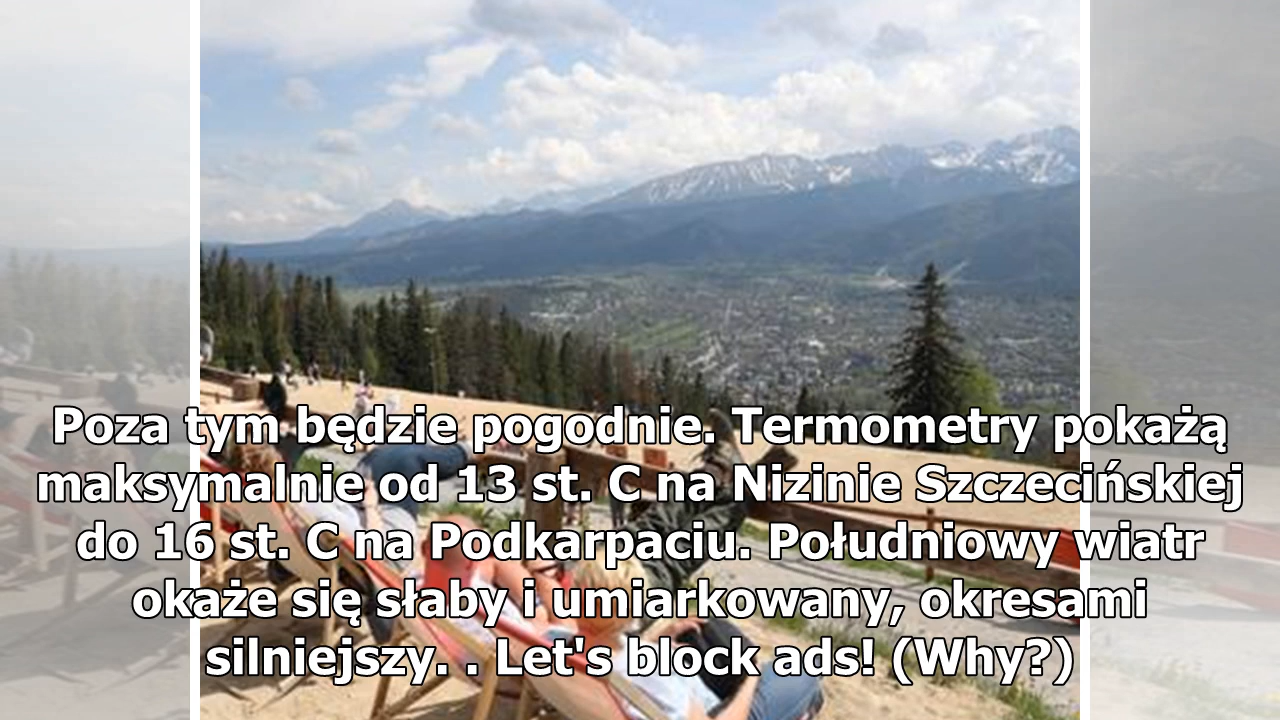 Poza tym będzie pogodnie. Termometry pokażą
maksymalnie od 13 st. C na Nizinie Szczecińskiej
do 16 st. C na Podkarpaciu. Południowy wiatr
okaże się słaby i umiarkowany, okresami
silniejszy. . Let's block ads! (Why?)